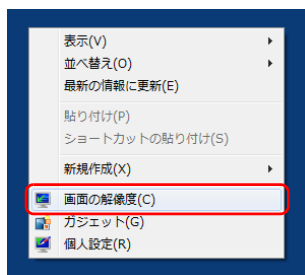 表示(V)
並べ替え(O)
最新の情報に更新(E)
貼り付け(P)
ショートカットの貼り付け(S)
新規作成(X)
画面の解像度(C)
ガジェット(G)
個人設定(R)